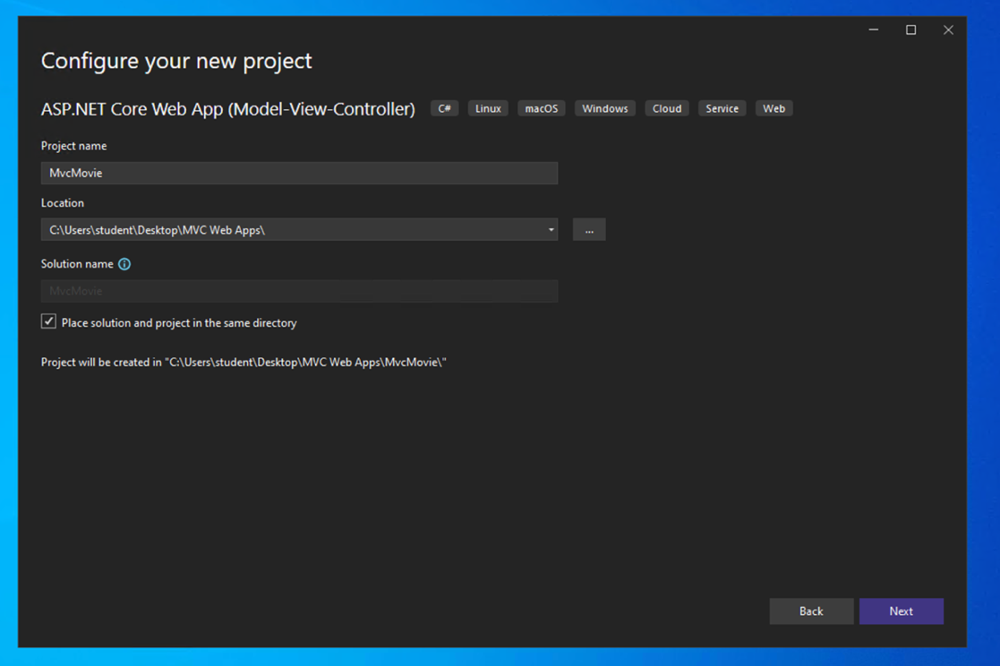 Configure your new project
ASP.NET Core Web App (Model-View-Controller) C# Linux macOS Windows Cloud Service Web
Project name
MvcMovie
Location
C:\Users\student\Desktop\MVC Web Apps\
...
Solution name
MvcMovie
Place solution and project in the same directory
Project will be created in "C:\Users\student\Desktop\MVC Web Apps\MvcMovie\"
Back Next